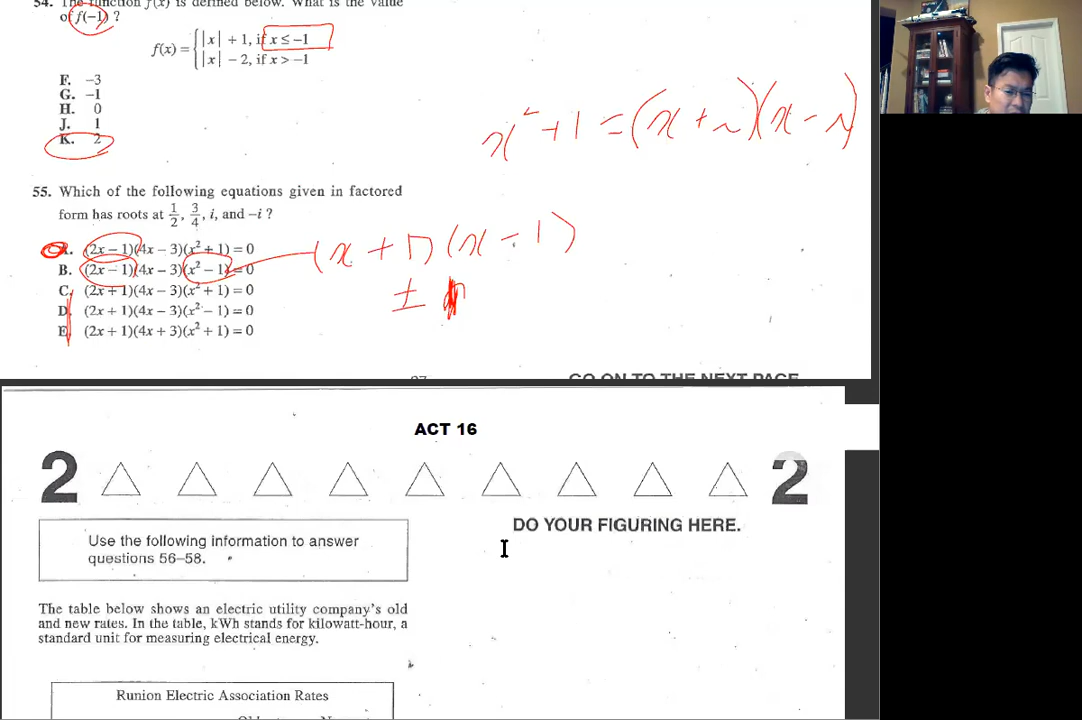 54. The function f(x) is defined below. What is the value
of f(−1) ?
f(x) = { |x| + 1, if x ≤ −1
|x| − 2, if x > −1
F. −3
G. −1
H. 0
J. 1
K. 2
x² + 1 = (x + i)(x − i)
55. Which of the following equations given in factored
form has roots at 1/2, 3/4, i, and −i ?
A. (2x − 1)(4x − 3)(x² + 1) = 0
B. (2x − 1)(4x − 3)(x² − 1) = 0
C. (2x + 1)(4x − 3)(x² + 1) = 0
D. (2x + 1)(4x − 3)(x² − 1) = 0
E. (2x + 1)(4x + 3)(x² + 1) = 0
(x + 1)(x − 1)
±
GO ON TO THE NEXT PAGE
ACT 16
2 2
DO YOUR FIGURING HERE.
Use the following information to answer
questions 56–58.
The table below shows an electric utility company's old
and new rates. In the table, kWh stands for kilowatt-hour, a
standard unit for measuring electrical energy.
Runion Electric Association Rates